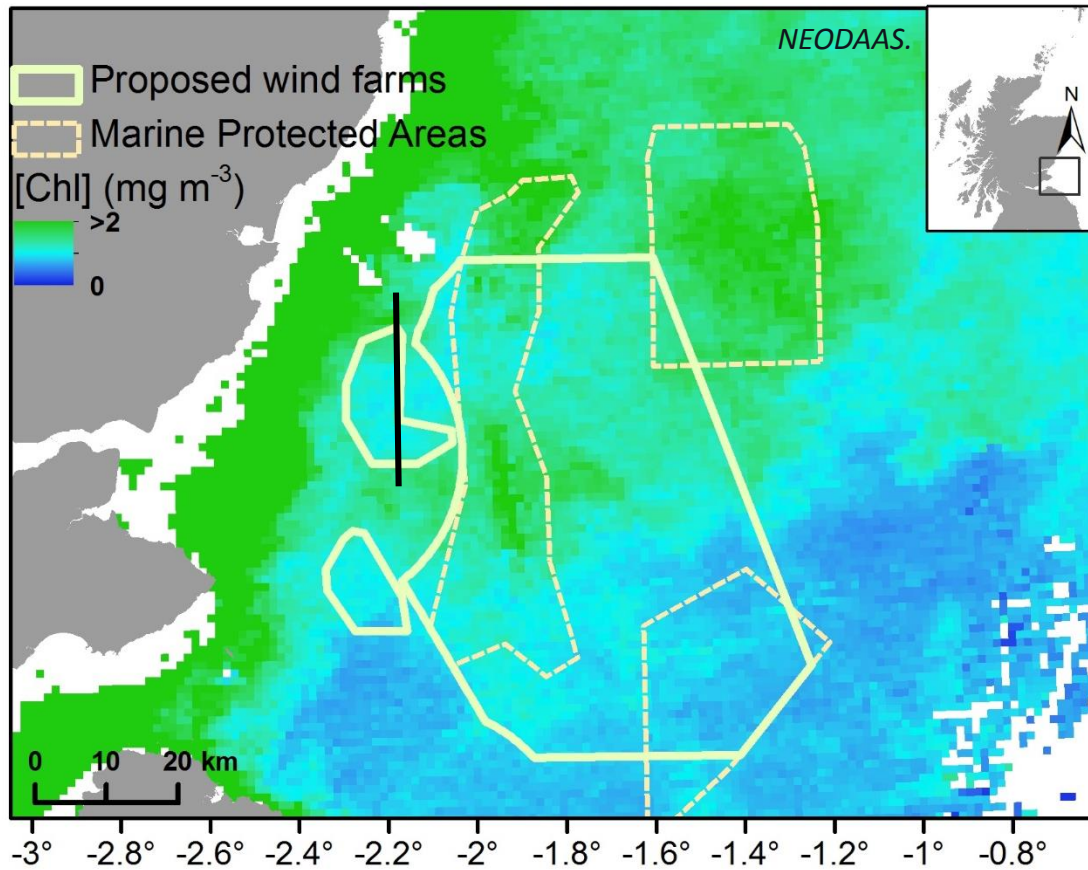 NEODAAS.
N
Proposed wind farms
Marine Protected Areas
[Chl] (mg m⁻³)
>2
0
0 10 20 km
-3° -2.8° -2.6° -2.4° -2.2° -2° -1.8° -1.6° -1.4° -1.2° -1° -0.8°